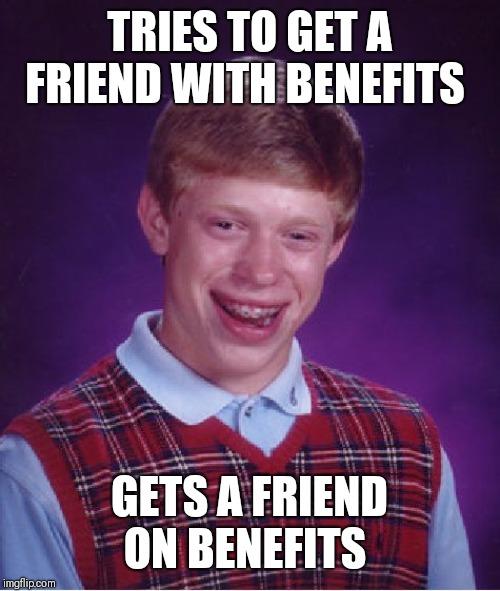 TRIES TO GET A
FRIEND WITH BENEFITS
GETS A FRIEND
ON BENEFITS
imgflip.com